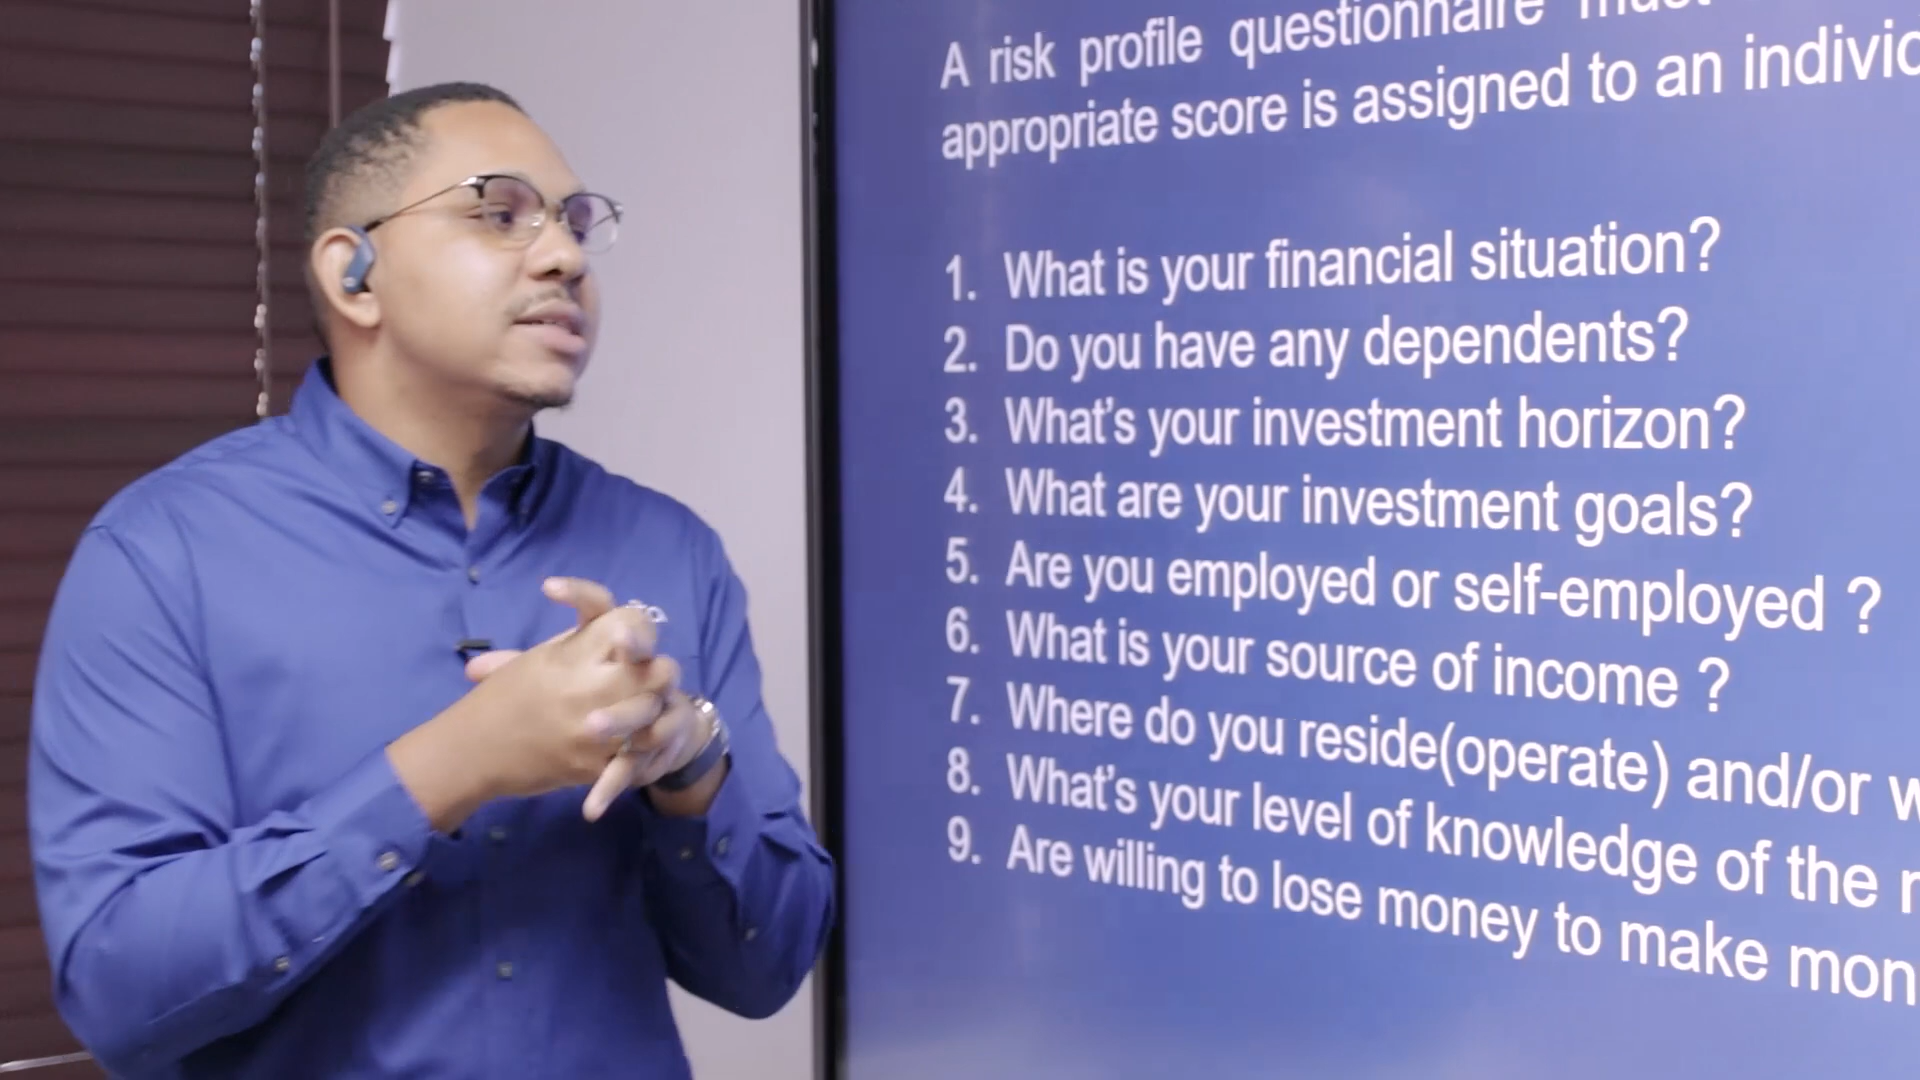 A risk profile questionnaire must
appropriate score is assigned to an
1. What is your financial situation?
2. Do you have any dependents?
3. What's your investment horizon?
4. What are your investment goals?
5. Are you employed or self-employed ?
6. What is your source of income ?
7. Where do you reside(operate) and/or
8. What's your level of knowledge of the
9. Are willing to lose money to make